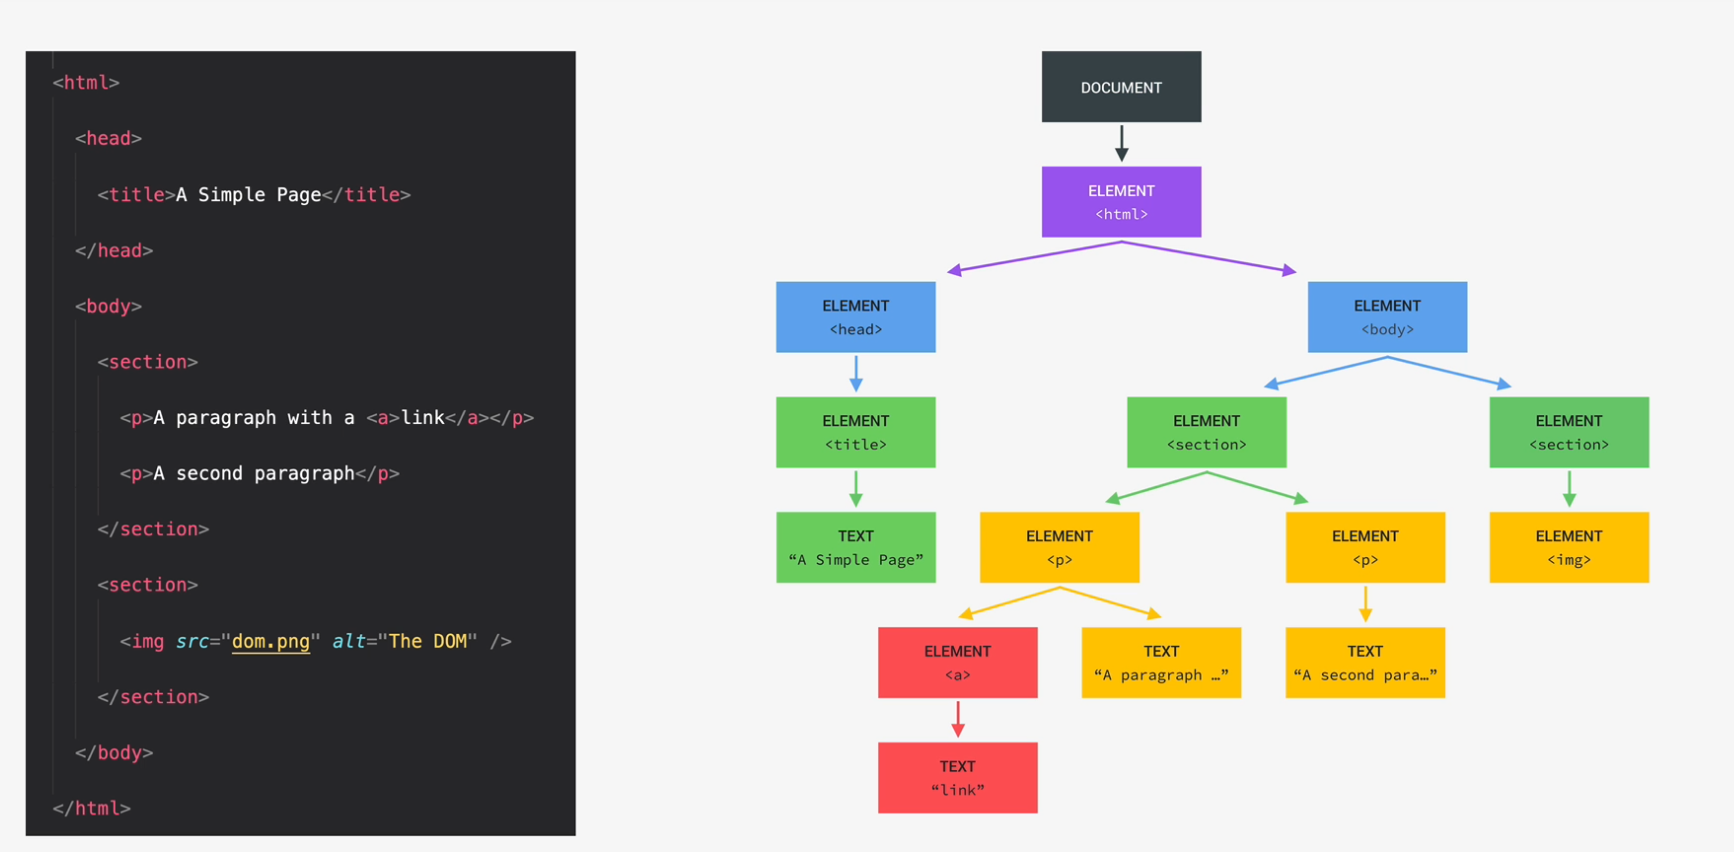 <html>
<head>
<title>A Simple Page</title>
</head>
<body>
<section>
<p>A paragraph with a <a>link</a></p>
<p>A second paragraph</p>
</section>
<section>
<img src="dom.png" alt="The DOM" />
</section>
</body>
</html>
DOCUMENT
ELEMENT
<html>
ELEMENT
<head>
ELEMENT
<body>
ELEMENT
<title>
ELEMENT
<section>
ELEMENT
<section>
TEXT
“A Simple Page”
ELEMENT
<p>
ELEMENT
<p>
ELEMENT
<img>
ELEMENT
<a>
TEXT
“A paragraph …”
TEXT
“A second para…”
TEXT
“link”